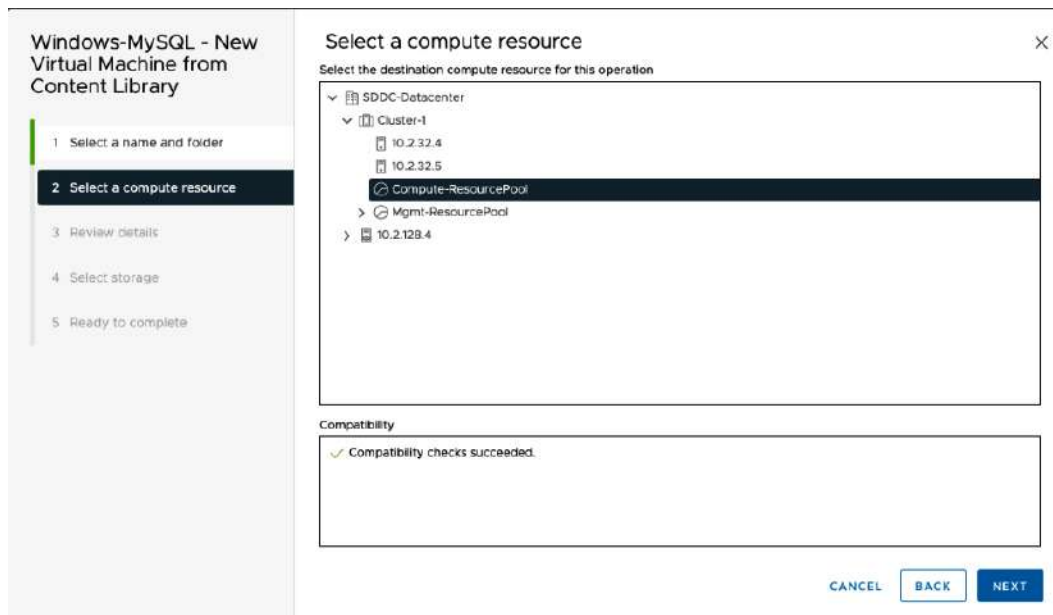 Windows-MySQL - New
Virtual Machine from
Content Library
1 Select a name and folder
2 Select a compute resource
3 Review details
4 Select storage
5 Ready to complete
Select a compute resource
Select the destination compute resource for this operation
SDDC-Datacenter
Cluster-1
10.2.32.4
10.2.32.5
Compute-ResourcePool
Mgmt-ResourcePool
10.2.128.4
Compatibility
Compatibility checks succeeded.
CANCEL
BACK
NEXT